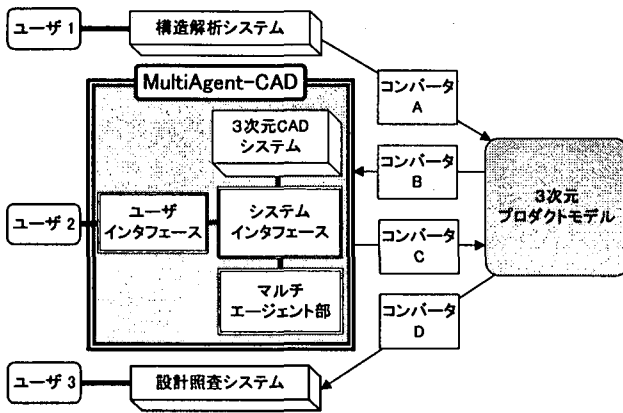 ユーザ 1
構造解析システム
MultiAgent-CAD
コンバータ
A
3次元CAD
システム
コンバータ
B
3次元
プロダクトモデル
ユーザ 2
ユーザ
インタフェース
システム
インタフェース
コンバータ
C
マルチ
エージェント部
コンバータ
D
ユーザ 3
設計照査システム